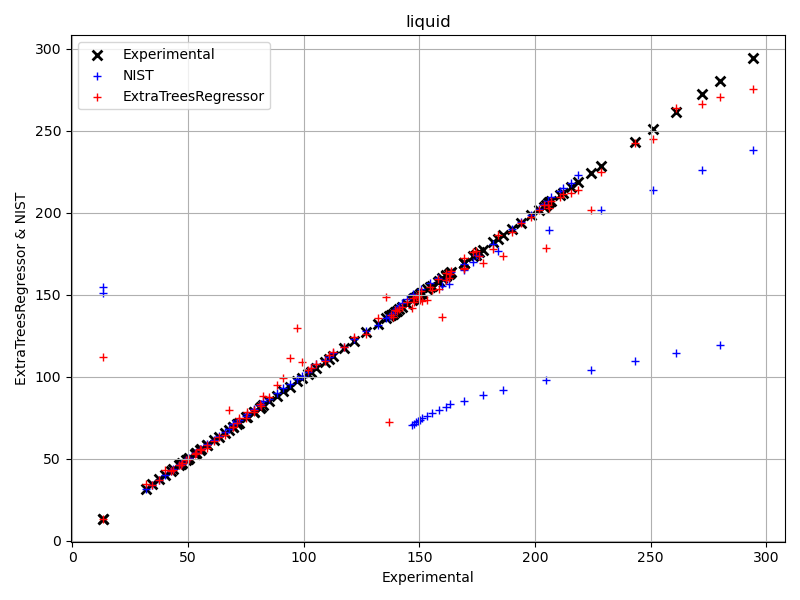 liquid
Experimental
NIST
ExtraTreesRegressor
300
250
200
150
100
50
0
ExtraTreesRegressor & NIST
0 50 100 150 200 250 300
Experimental